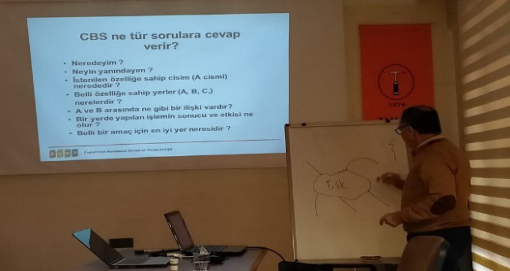 CBS ne tür sorulara cevap
verir?
• Neredeyim ?
• Neyin yanındayım ?
• İstenilen özelliğe sahip cisim (A cismi)
nerededir ?
• Belli özelliğe sahip yerler (A, B, C,)
nerelerdir ?
• A ve B arasında ne gibi bir ilişki vardır?
• Bir yerde yapılan işlemin sonucu ve etkisi ne
olur ?
• Belli bir amaç için en iyi yer neresidir ?
1974